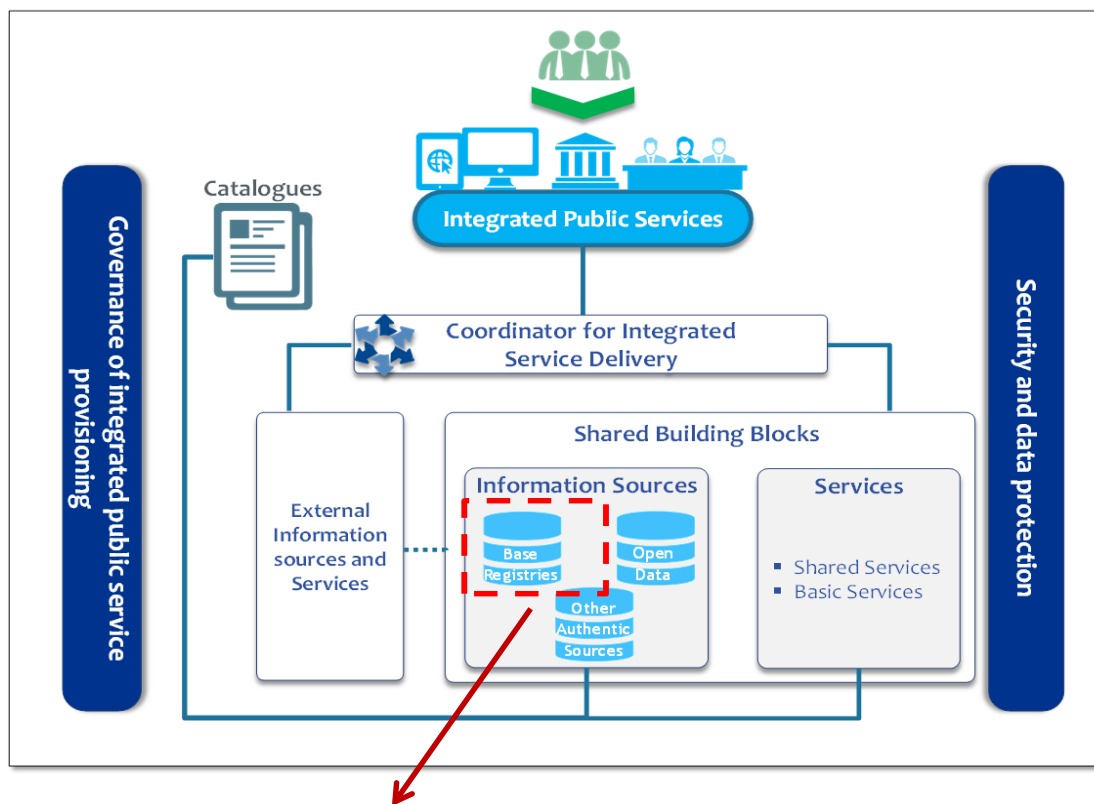 Catalogues
Integrated Public Services
Governance of integrated public service
provisioning
Security and data protection
Coordinator for Integrated
Service Delivery
External
Information
sources and
Services
Shared Building Blocks
Information Sources
Base
Registries
Open
Data
Other
Authentic
Sources
Services
▪ Shared Services
▪ Basic Services